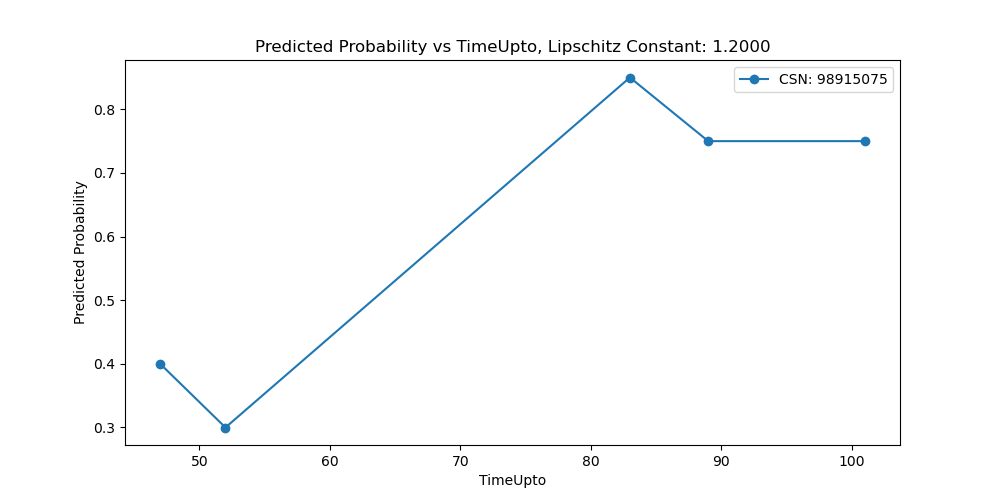 Predicted Probability vs TimeUpto, Lipschitz Constant: 1.2000
CSN: 98915075
Predicted Probability
0.8
0.7
0.6
0.5
0.4
0.3
50 60 70 80 90 100
TimeUpto